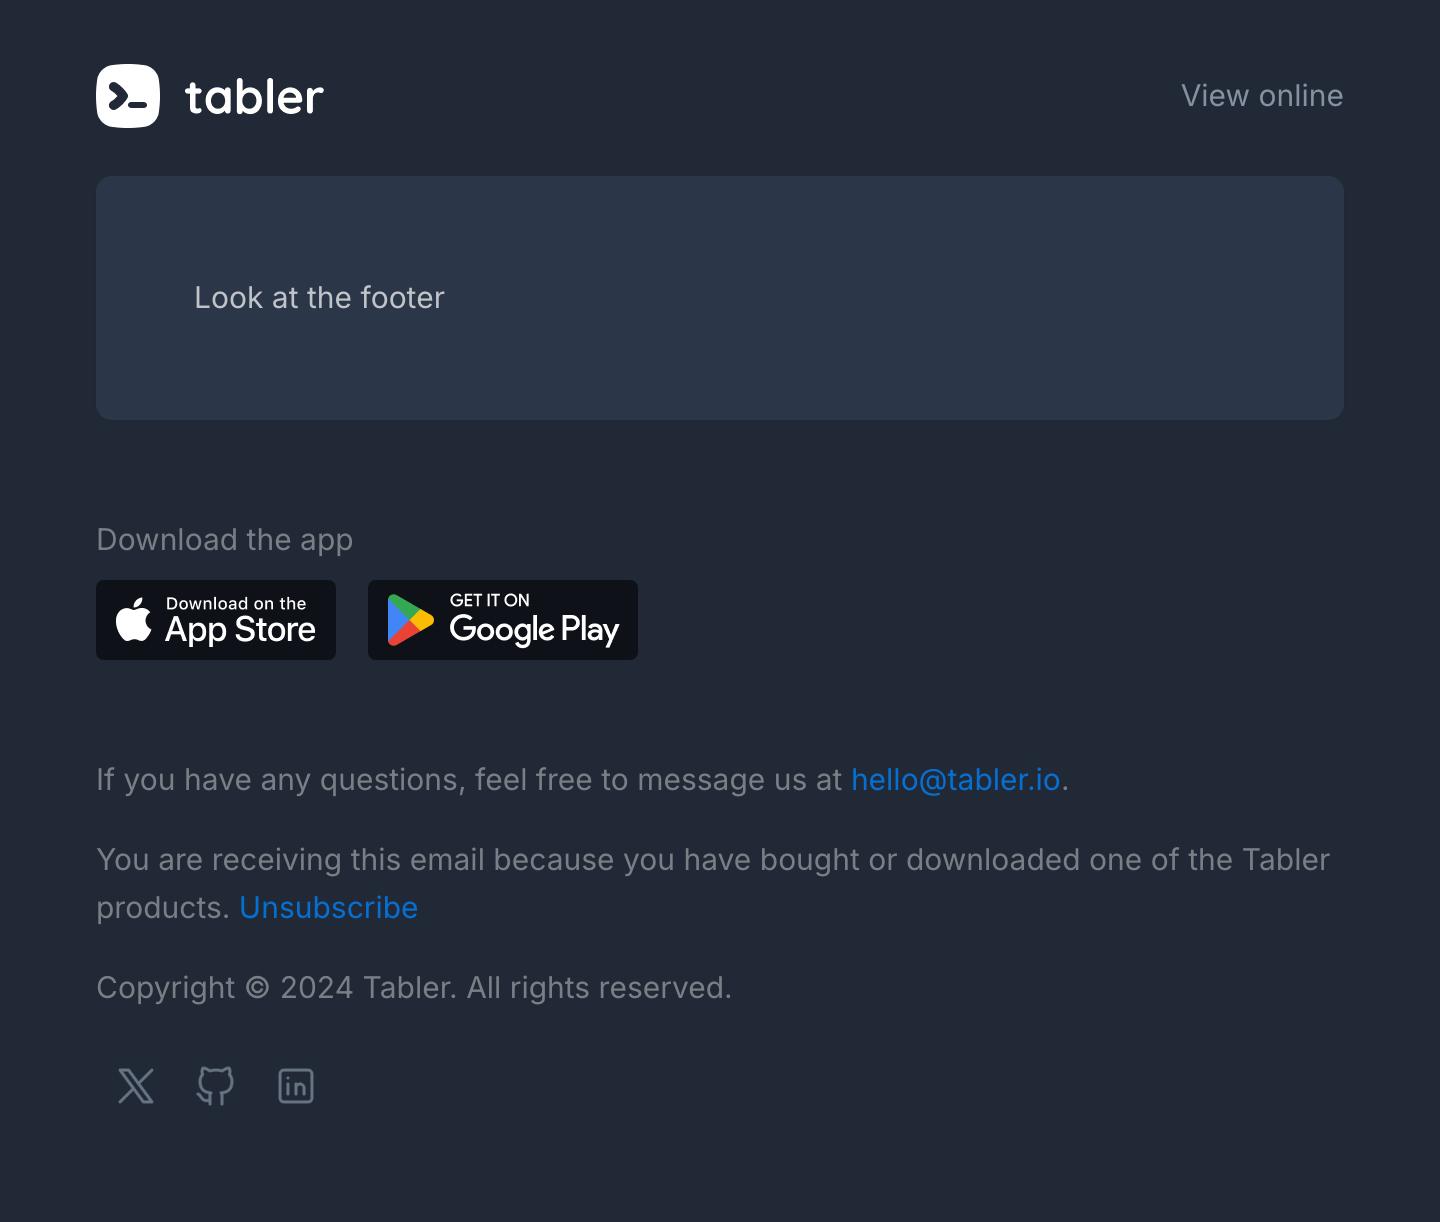 tabler
View online
Look at the footer
Download the app
Download on the
App Store
GET IT ON
Google Play
If you have any questions, feel free to message us at hello@tabler.io.
You are receiving this email because you have bought or downloaded one of the Tabler
products. Unsubscribe
Copyright © 2024 Tabler. All rights reserved.
in